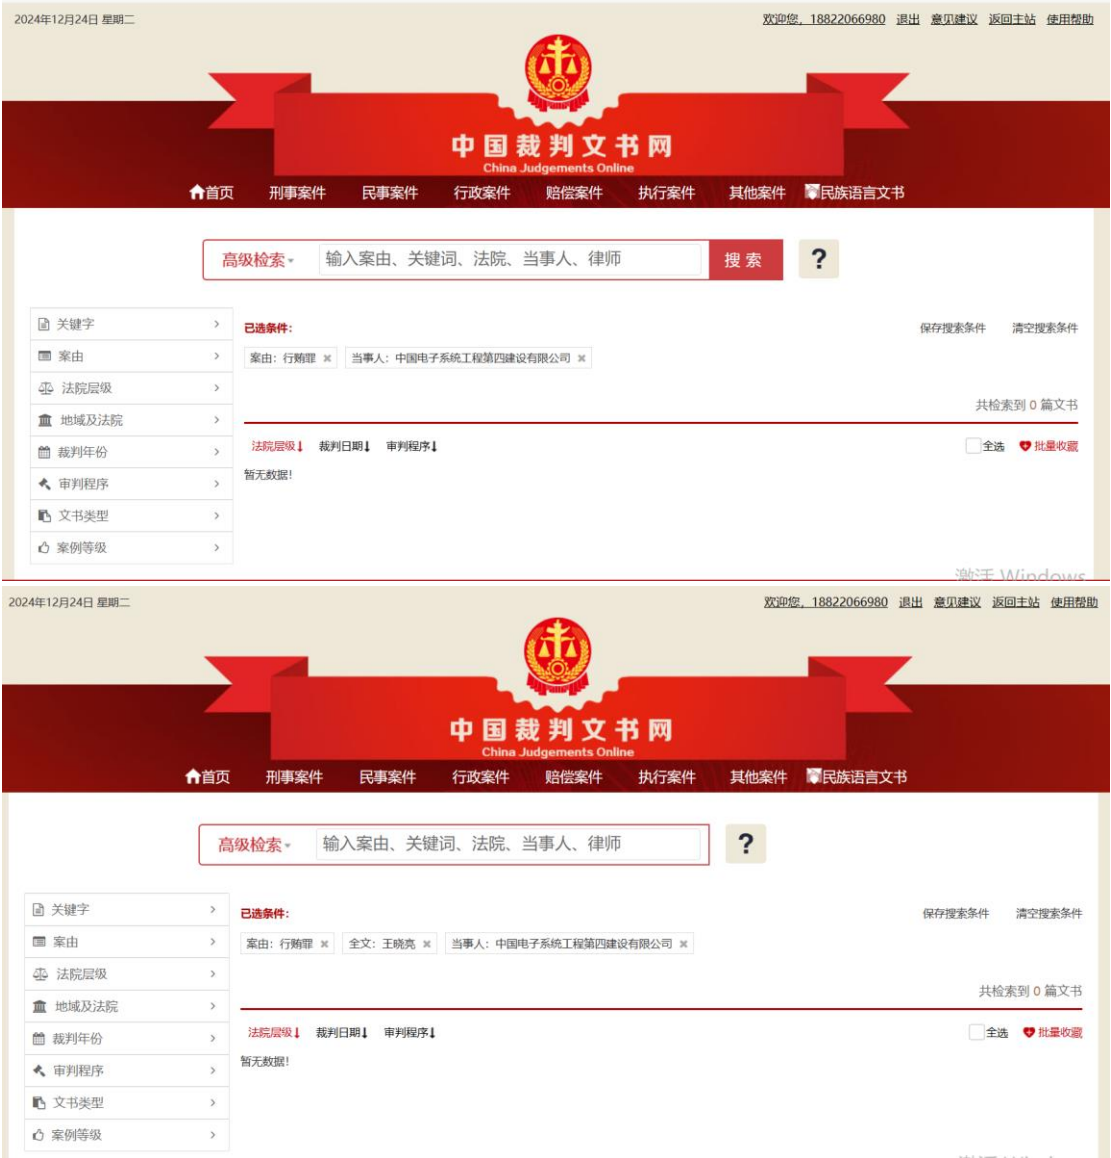 2024年12月24日 星期二
欢迎您，18822066980 退出 意见建议 返回主站 使用帮助
中国裁判文书网
China Judgements Online
首页 刑事案件 民事案件 行政案件 赔偿案件 执行案件 其他案件 民族语言文书
高级检索 输入案由、关键词、法院、当事人、律师 搜索 ?
关键字
案由
法院层级
地域及法院
裁判年份
审判程序
文书类型
案例等级
已选条件: 保存搜索条件 清空搜索条件
案由：行贿罪 × 当事人：中国电子系统工程第四建设有限公司 ×
共检索到 0 篇文书
法院层级↓ 裁判日期↓ 审判程序↓ 全选 批量收藏
暂无数据!
激活 Windows
2024年12月24日 星期二
欢迎您，18822066980 退出 意见建议 返回主站 使用帮助
中国裁判文书网
China Judgements Online
首页 刑事案件 民事案件 行政案件 赔偿案件 执行案件 其他案件 民族语言文书
高级检索 输入案由、关键词、法院、当事人、律师 ?
关键字
案由
法院层级
地域及法院
裁判年份
审判程序
文书类型
案例等级
已选条件: 保存搜索条件 清空搜索条件
案由：行贿罪 × 全文：王晓亮 × 当事人：中国电子系统工程第四建设有限公司 ×
共检索到 0 篇文书
法院层级↓ 裁判日期↓ 审判程序↓ 全选 批量收藏
暂无数据!